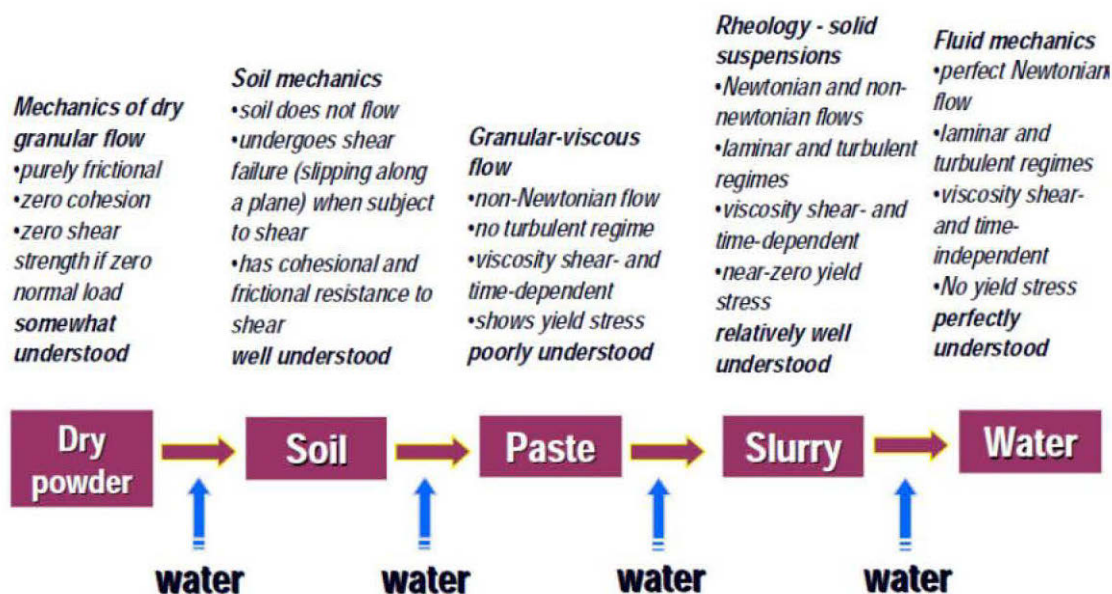 Mechanics of dry
granular flow
•purely frictional
•zero cohesion
•zero shear
strength if zero
normal load
somewhat
understood
Soil mechanics
•soil does not flow
•undergoes shear
failure (slipping along
a plane) when subject
to shear
•has cohesional and
frictional resistance to
shear
well understood
Granular-viscous
flow
•non-Newtonian flow
•no turbulent regime
•viscosity shear- and
time-dependent
•shows yield stress
poorly understood
Rheology - solid
suspensions
•Newtonian and non-
newtonian flows
•laminar and turbulent
regimes
•viscosity shear- and
time-dependent
•near-zero yield
stress
relatively well
understood
Fluid mechanics
•perfect Newtonian
flow
•laminar and
turbulent regimes
•viscosity shear-
and time-
independent
•No yield stress
perfectly
understood
Dry
powder
Soil
Paste
Slurry
Water
water
water
water
water